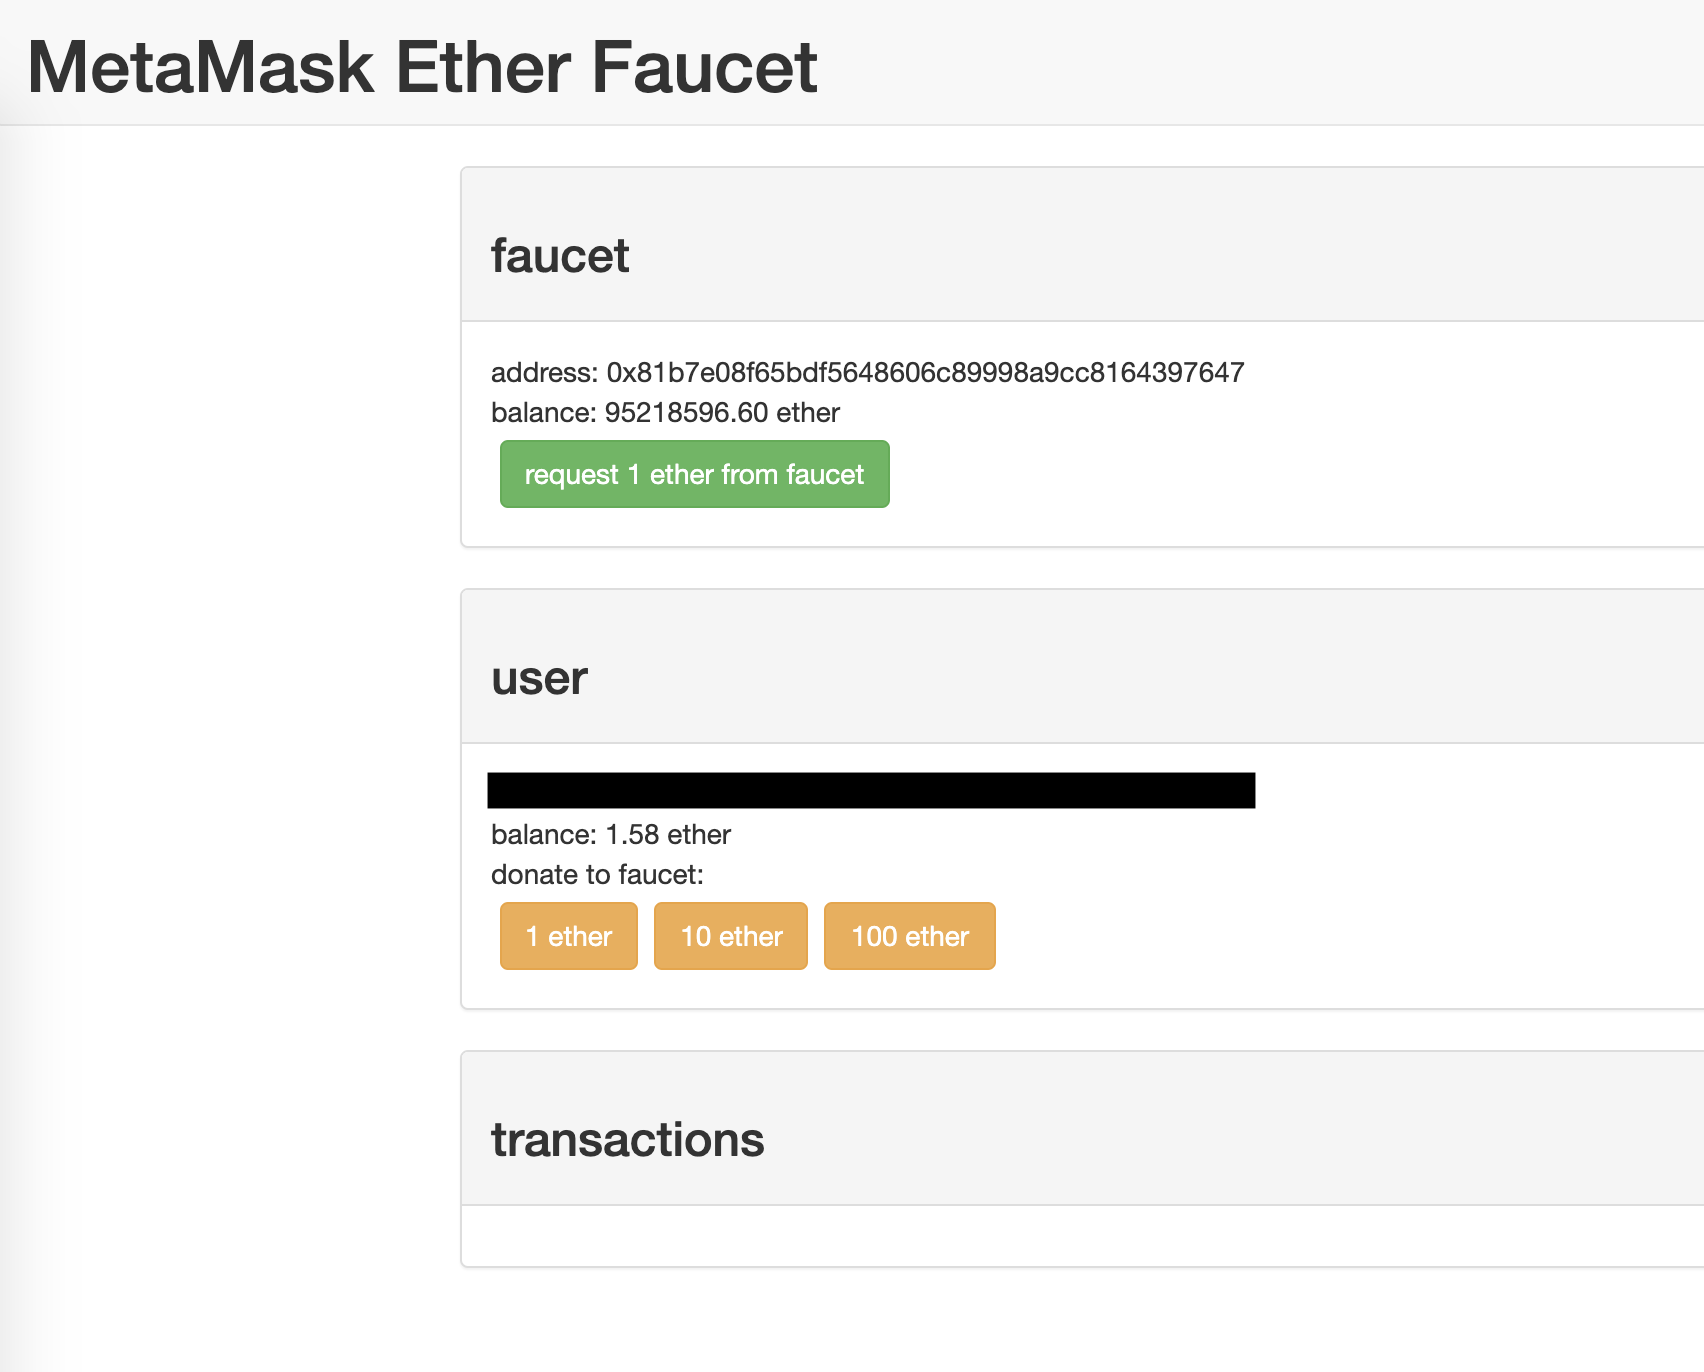 MetaMask Ether Faucet
faucet
address: 0x81b7e08f65bdf5648606c89998a9cc8164397647
balance: 95218596.60 ether
request 1 ether from faucet
user
balance: 1.58 ether
donate to faucet:
1 ether 10 ether 100 ether
transactions